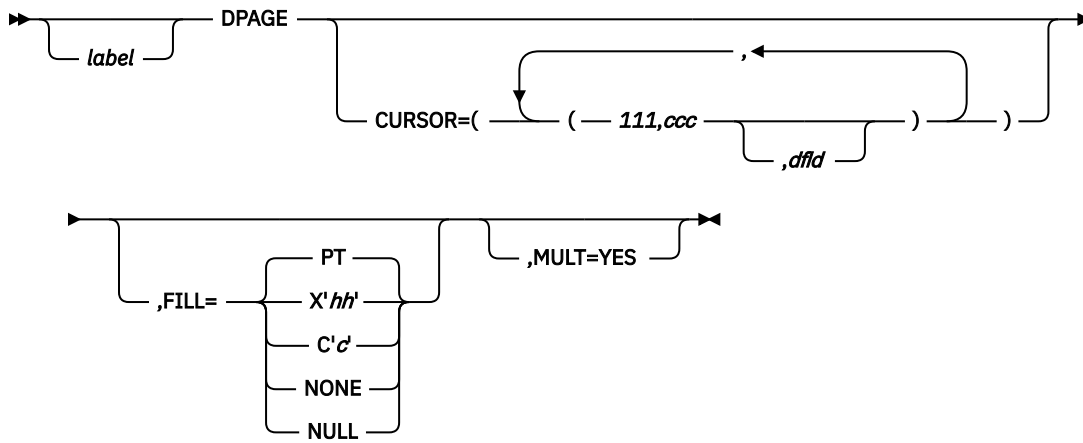 DPAGE
label
,
CURSOR=( ( 111,ccc ) )
,dfld
PT
,FILL= X'hh' ,MULT=YES
C'c'
NONE
NULL